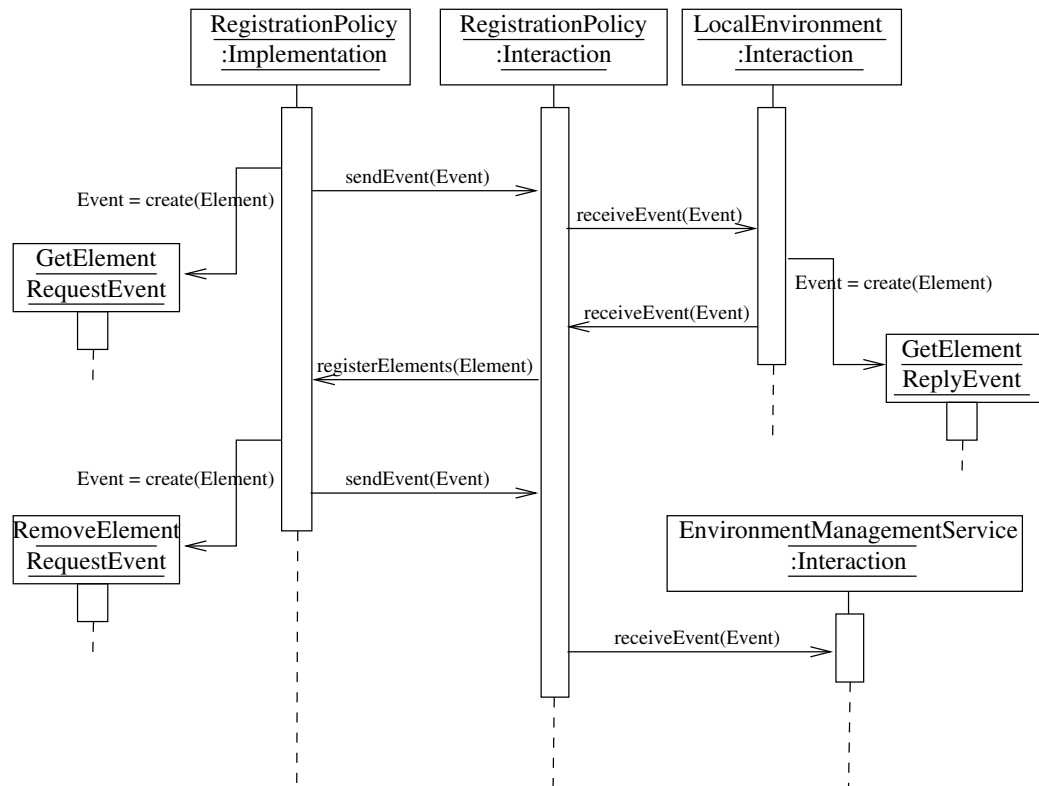 RegistrationPolicy
:Implementation
RegistrationPolicy
:Interaction
LocalEnvironment
:Interaction
sendEvent(Event)
Event = create(Element)
receiveEvent(Event)
GetElement
RequestEvent
Event = create(Element)
receiveEvent(Event)
GetElement
ReplyEvent
registerElements(Element)
Event = create(Element)
sendEvent(Event)
RemoveElement
RequestEvent
EnvironmentManagementService
:Interaction
receiveEvent(Event)